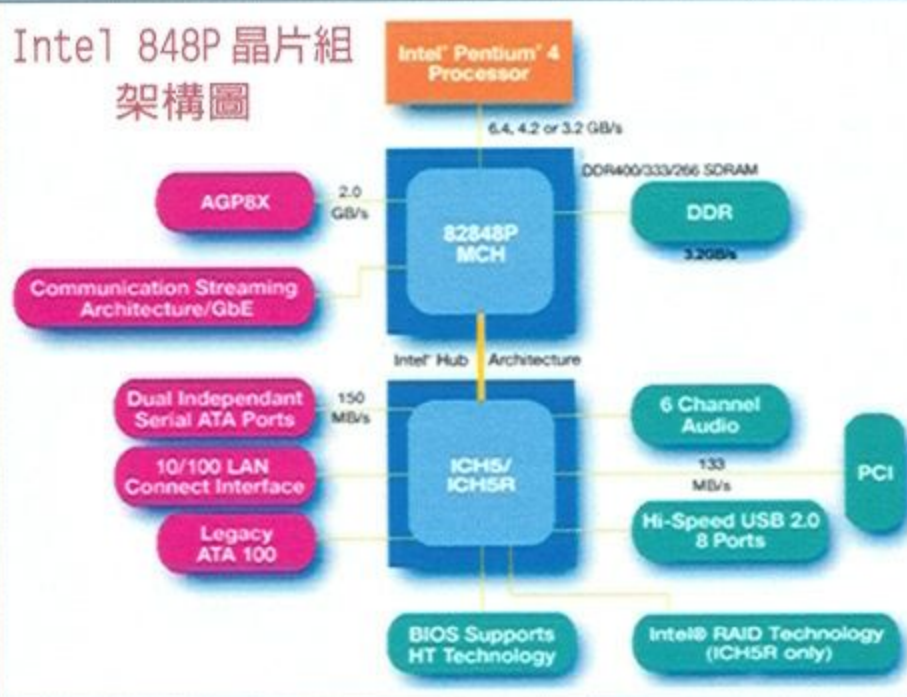 Intel 848P 晶片組
架構圖
Intel® Pentium® 4
Processor
6.4, 4.2 or 3.2 GB/s
DDR400/333/266 SDRAM
AGP8X
2.0
GB/s
82848P
MCH
DDR
3.2GB/s
Communication Streaming
Architecture/GbE
Intel® Hub Architecture
Dual Independant
Serial ATA Ports
150
MB/s
6 Channel
Audio
10/100 LAN
Connect Interface
ICH5/
ICH5R
133
MB/s
PCI
Legacy
ATA 100
Hi-Speed USB 2.0
8 Ports
BIOS Supports
HT Technology
Intel® RAID Technology
(ICH5R only)